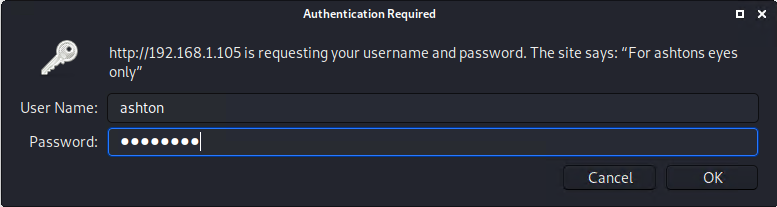 Authentication Required
http://192.168.1.105 is requesting your username and password. The site says: “For ashtons eyes
only”
User Name: ashton
Password: ●●●●●●●●
Cancel OK